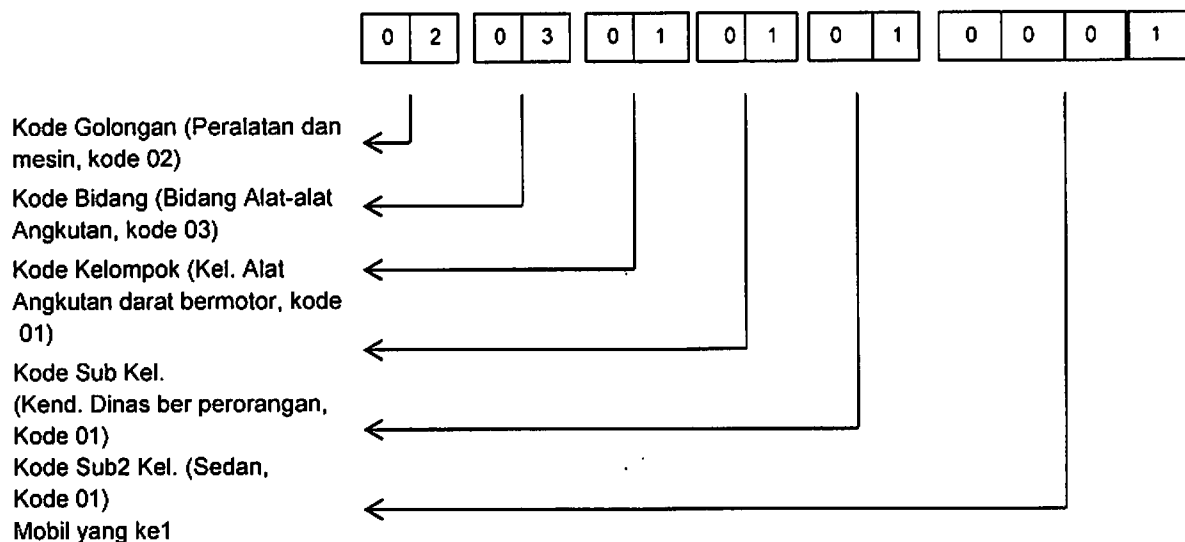 0 2 0 3 0 1 0 1 0 1 0 0 0 1
Kode Golongan (Peralatan dan
mesin, kode 02)
Kode Bidang (Bidang Alat-alat
Angkutan, kode 03)
Kode Kelompok (Kel. Alat
Angkutan darat bermotor, kode
01)
Kode Sub Kel.
(Kend. Dinas ber perorangan,
Kode 01)
Kode Sub2 Kel. (Sedan,
Kode 01)
Mobil yang ke1